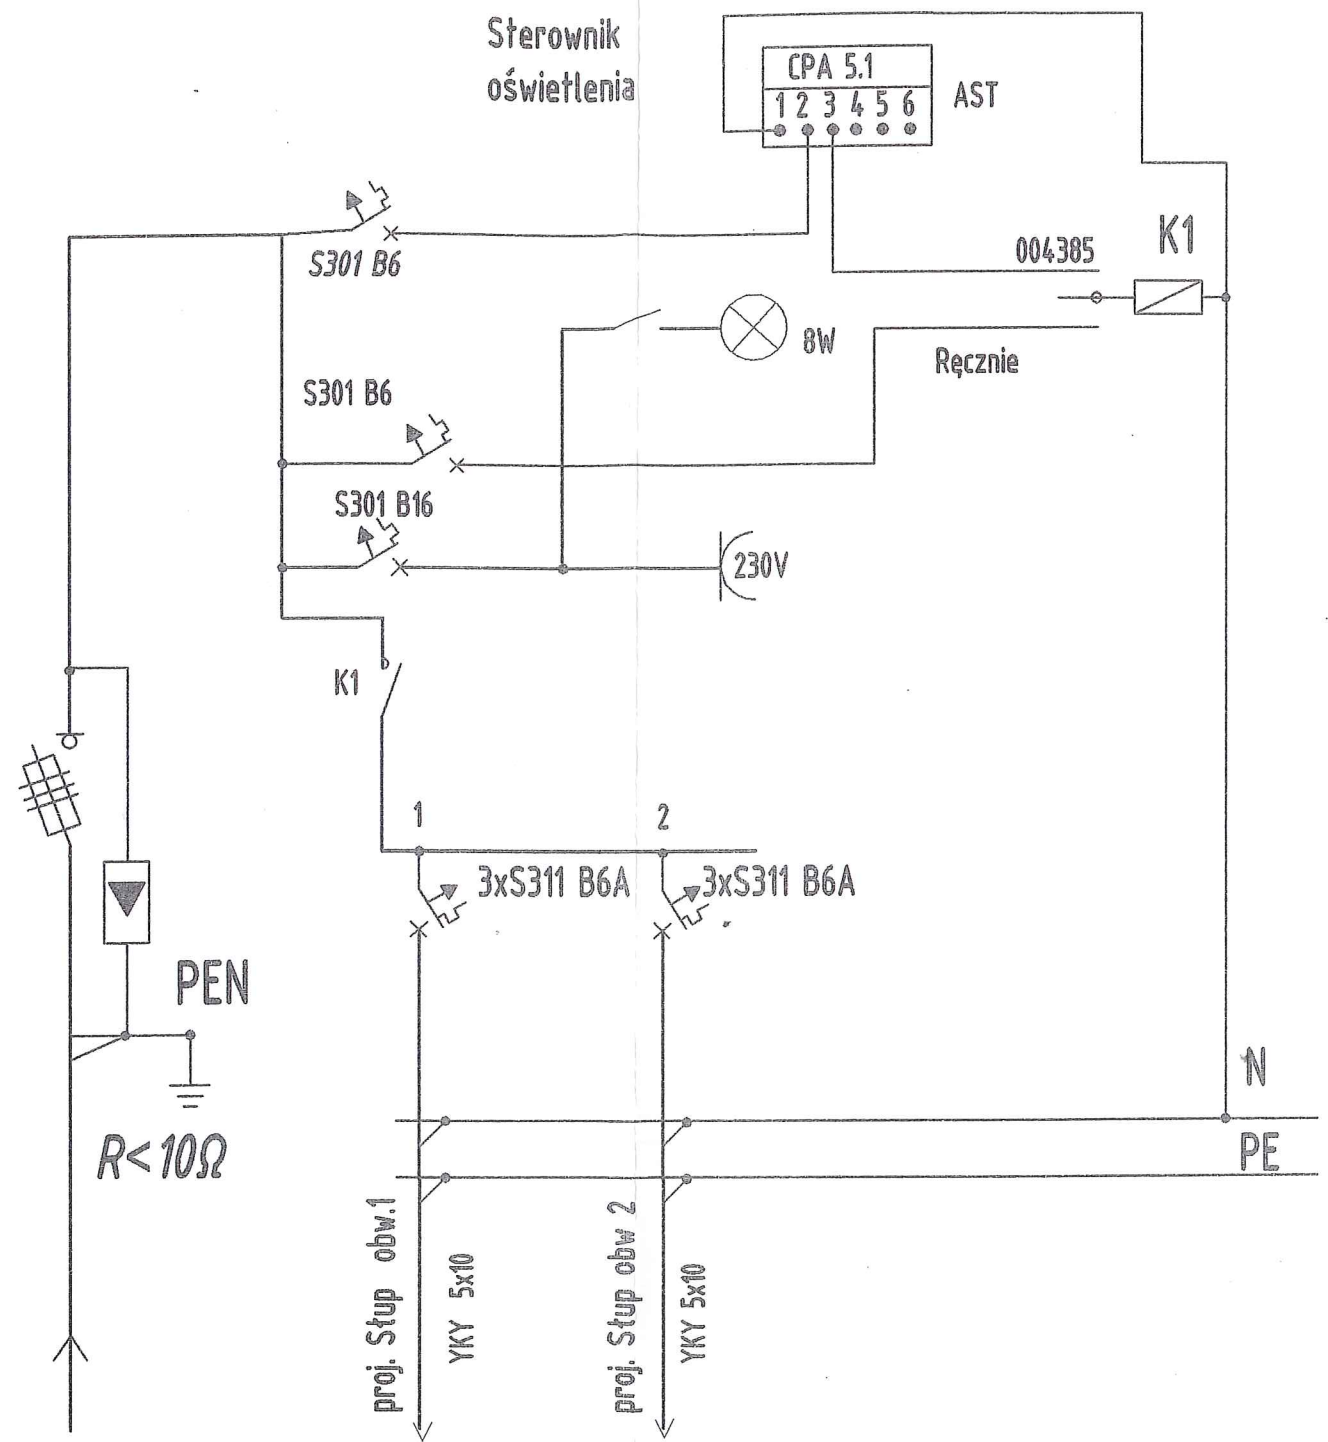 Sterownik
oświetlenia
CPA 5.1
1 2 3 4 5 6
AST
K1
004385
S301 B6
8W
Ręcznie
S301 B6
S301 B16
230V
K1
1
2
3xS311 B6A
3xS311 B6A
PEN
N
R<10Ω
PE
proj. Słup obw.1
YKY 5x10
proj. Słup obw 2
YKY 5x10